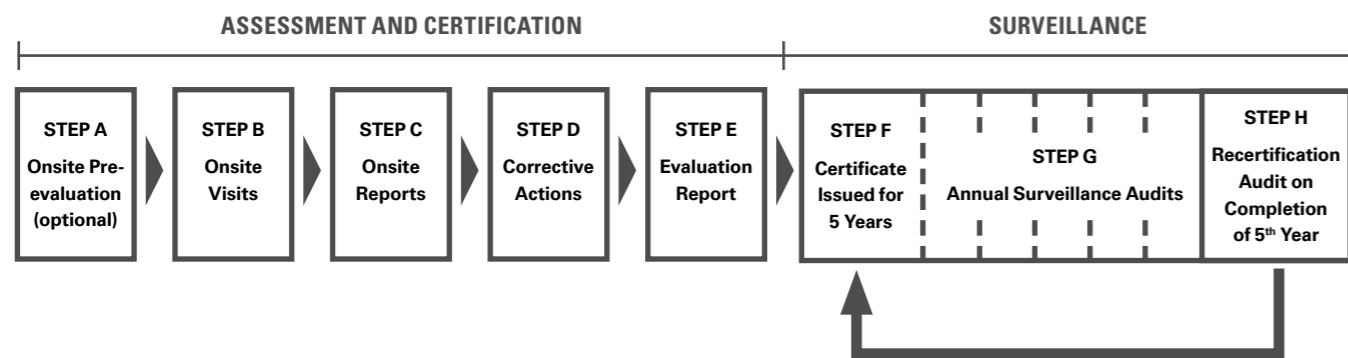 ASSESSMENT AND CERTIFICATION
SURVEILLANCE
STEP A
Onsite Pre-
evaluation
(optional)
STEP B
Onsite
Visits
STEP C
Onsite
Reports
STEP D
Corrective
Actions
STEP E
Evaluation
Report
STEP F
Certificate
Issued for
5 Years
STEP G
Annual Surveillance Audits
STEP H
Recertification
Audit on
Completion
of 5th Year